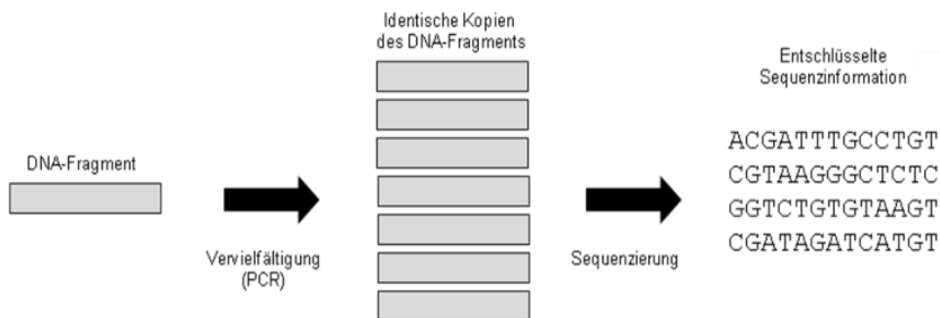 DNA-Fragment
Vervielfältigung
(PCR)
Identische Kopien
des DNA-Fragments
Sequenzierung
Entschlüsselte
Sequenzinformation
ACGATTTGCCTGT
CGTAAGGGCTCTC
GGTCTGTGTAAGT
CGATAGATCATGT